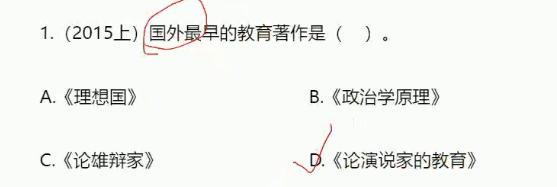 1.（2015上）国外最早的教育著作是（　）。
A.《理想国》
B.《政治学原理》
C.《论雄辩家》
D.《论演说家的教育》